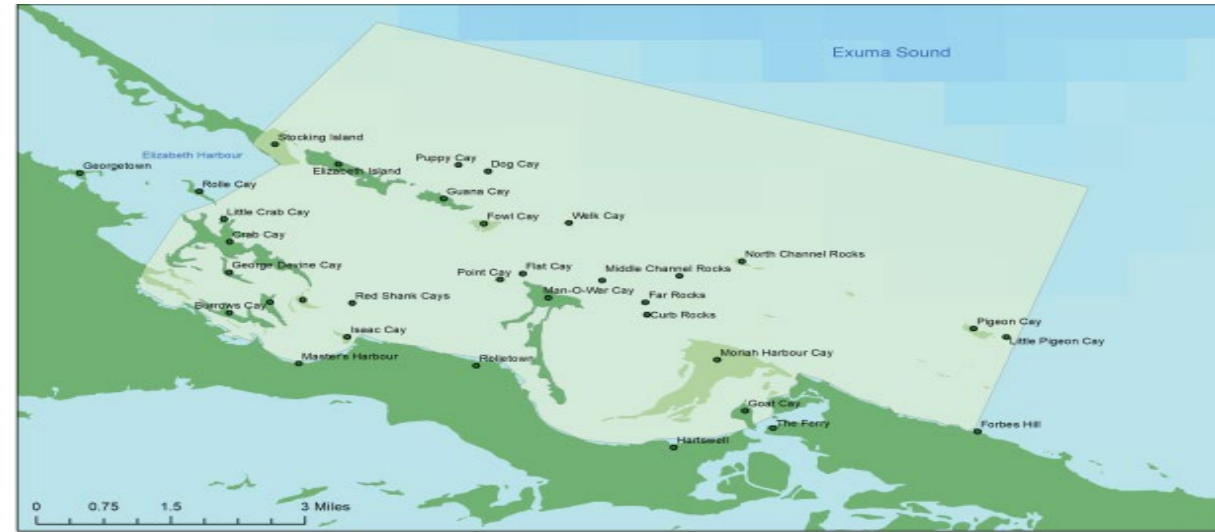 Exuma Sound
Stocking Island
Elizabeth Harbour
Georgetown
Elizabeth Island
Puppy Cay
Dog Cay
Rolle Cay
Guana Cay
Little Crab Cay
Fowl Cay
Welk Cay
Crab Cay
North Channel Rocks
George Devine Cay
Point Cay
Flat Cay
Middle Channel Rocks
Man-O-War Cay
Red Shank Cays
Far Rocks
Burrows Cay
Curb Rocks
Pigeon Cay
Isaac Cay
Little Pigeon Cay
Master's Harbour
Rolletown
Moriah Harbour Cay
Goat Cay
The Ferry
Forbes Hill
Hartswell
0 0.75 1.5 3 Miles